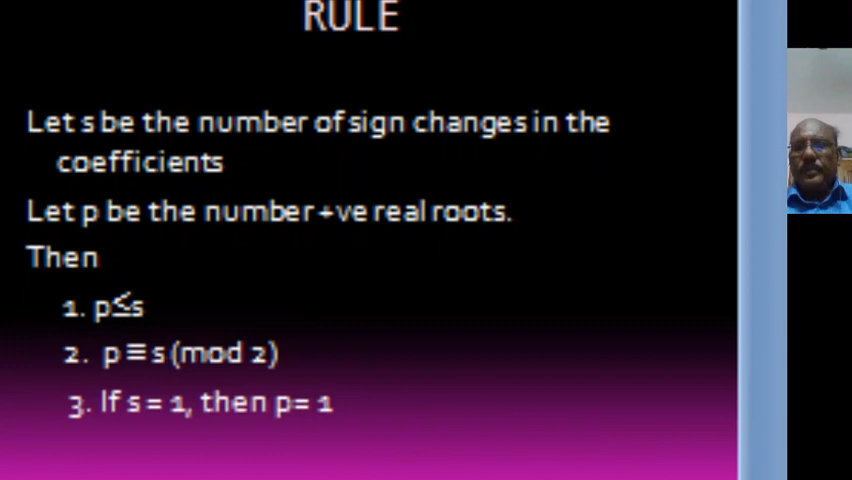 RULE
Let s be the number of sign changes in the
coefficients
Let p be the number +ve real roots.
Then
1. p≤s
2. p ≡ s (mod 2)
3. If s = 1, then p= 1